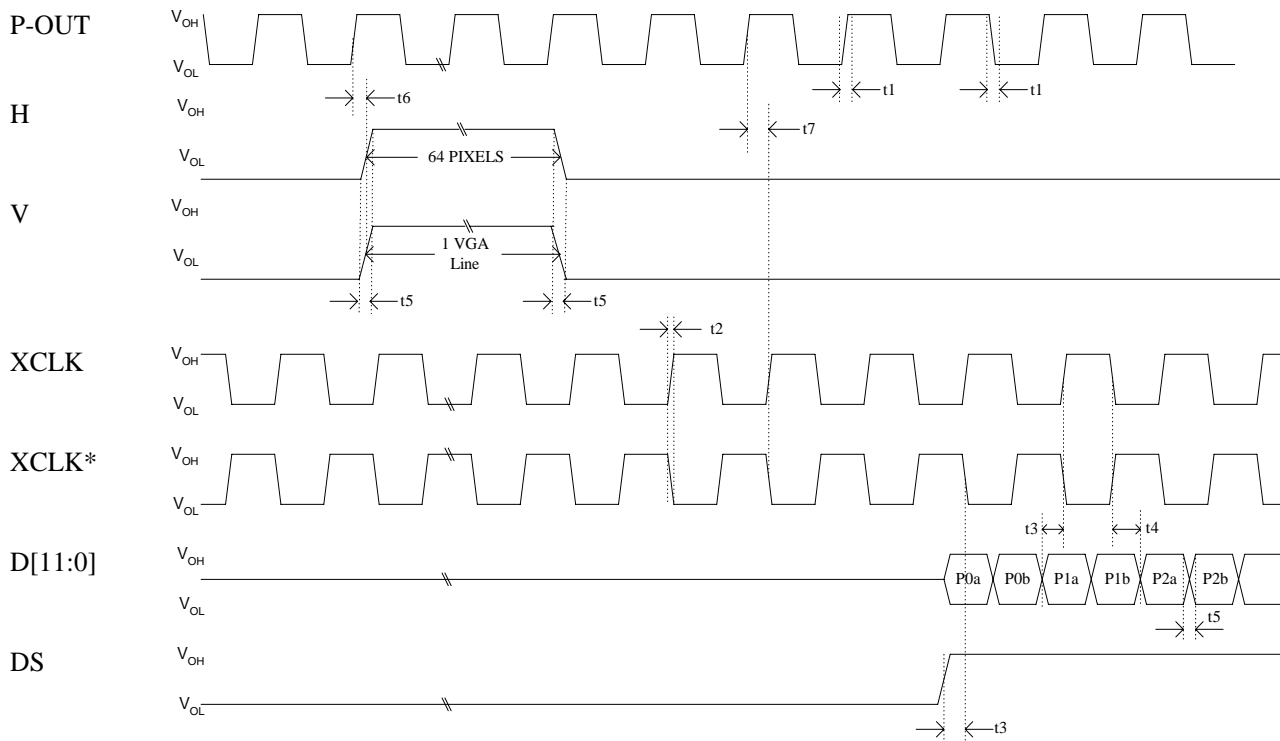 P-OUT
VOH
VOL
t6
t1
t1
H
VOH
VOL
64 PIXELS
t7
V
VOH
VOL
1 VGA
Line
t5
t5
t2
XCLK
VOH
VOL
XCLK*
VOH
VOL
t3
t4
D[11:0]
VOH
VOL
P0a
P0b
P1a
P1b
P2a
P2b
t5
DS
VOH
VOL
t3